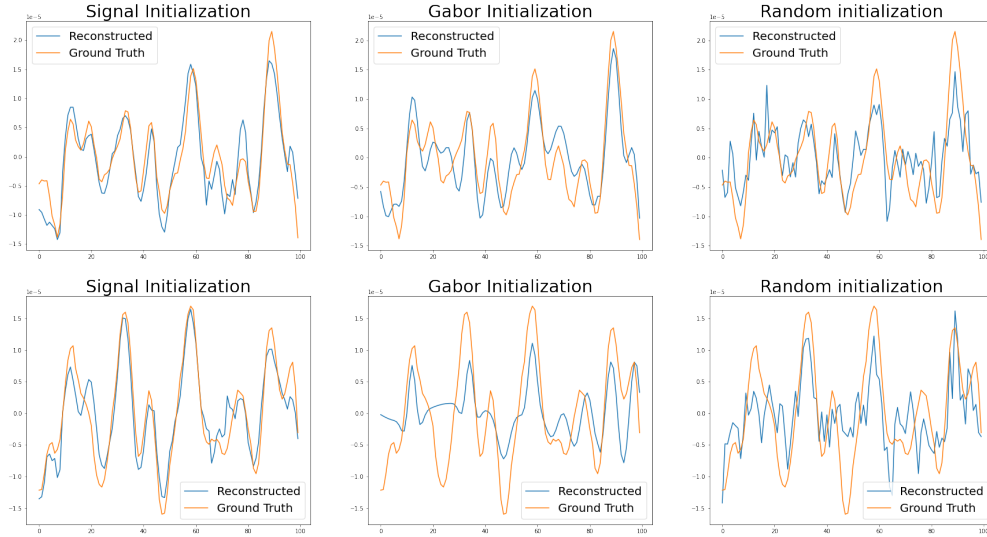 Signal Initialization
Gabor Initialization
Random initialization
1e−5
1e−5
1e−5
Reconstructed
Ground Truth
Reconstructed
Ground Truth
Reconstructed
Ground Truth
2.0
1.5
1.0
0.5
0.0
−0.5
−1.0
−1.5
2.0
1.5
1.0
0.5
0.0
−0.5
−1.0
−1.5
2.0
1.5
1.0
0.5
0.0
−0.5
−1.0
−1.5
0 20 40 60 80 100
0 20 40 60 80 100
0 20 40 60 80 100
Signal Initialization
Gabor Initialization
Random initialization
1e−5
1e−5
1e−5
1.5
1.0
0.5
0.0
−0.5
−1.0
−1.5
1.5
1.0
0.5
0.0
−0.5
−1.0
−1.5
1.5
1.0
0.5
0.0
−0.5
−1.0
−1.5
Reconstructed
Ground Truth
Reconstructed
Ground Truth
Reconstructed
Ground Truth
0 20 40 60 80 100
0 20 40 60 80 100
0 20 40 60 80 100